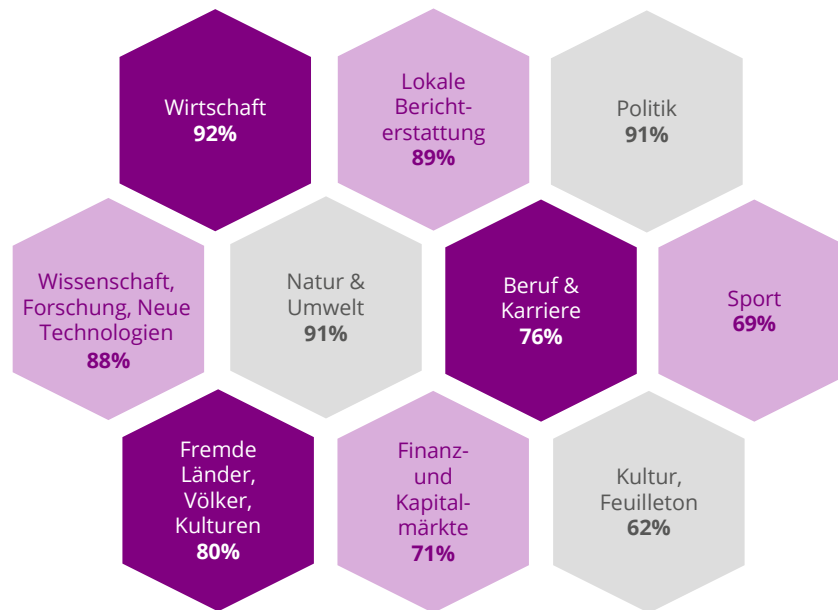 Wirtschaft
92%
Lokale
Bericht-
erstattung
89%
Politik
91%
Wissenschaft,
Forschung, Neue
Technologien
88%
Natur &
Umwelt
91%
Beruf &
Karriere
76%
Sport
69%
Fremde
Länder,
Völker,
Kulturen
80%
Finanz-
und
Kapital-
märkte
71%
Kultur,
Feuilleton
62%